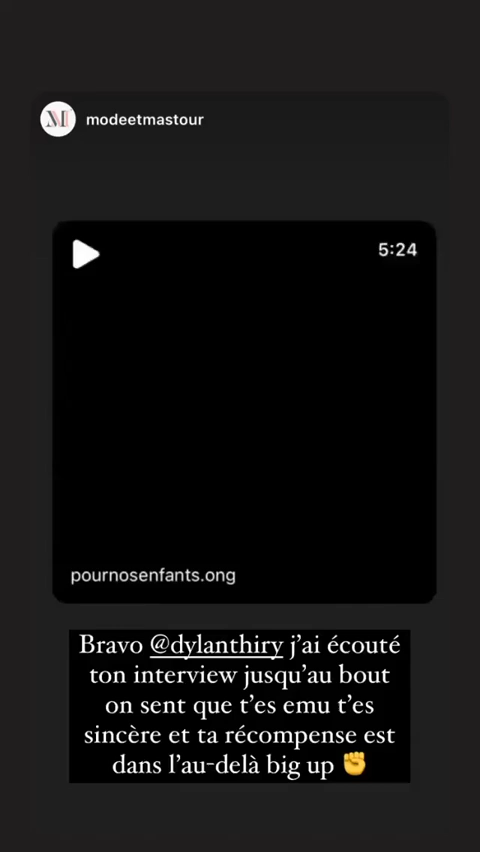 M
modeetmastour
5:24
pournosenfants.ong
Bravo @dylanthiry j'ai écouté
ton interview jusqu'au bout
on sent que t'es emu t'es
sincère et ta récompense est
dans l'au-delà big up ✊